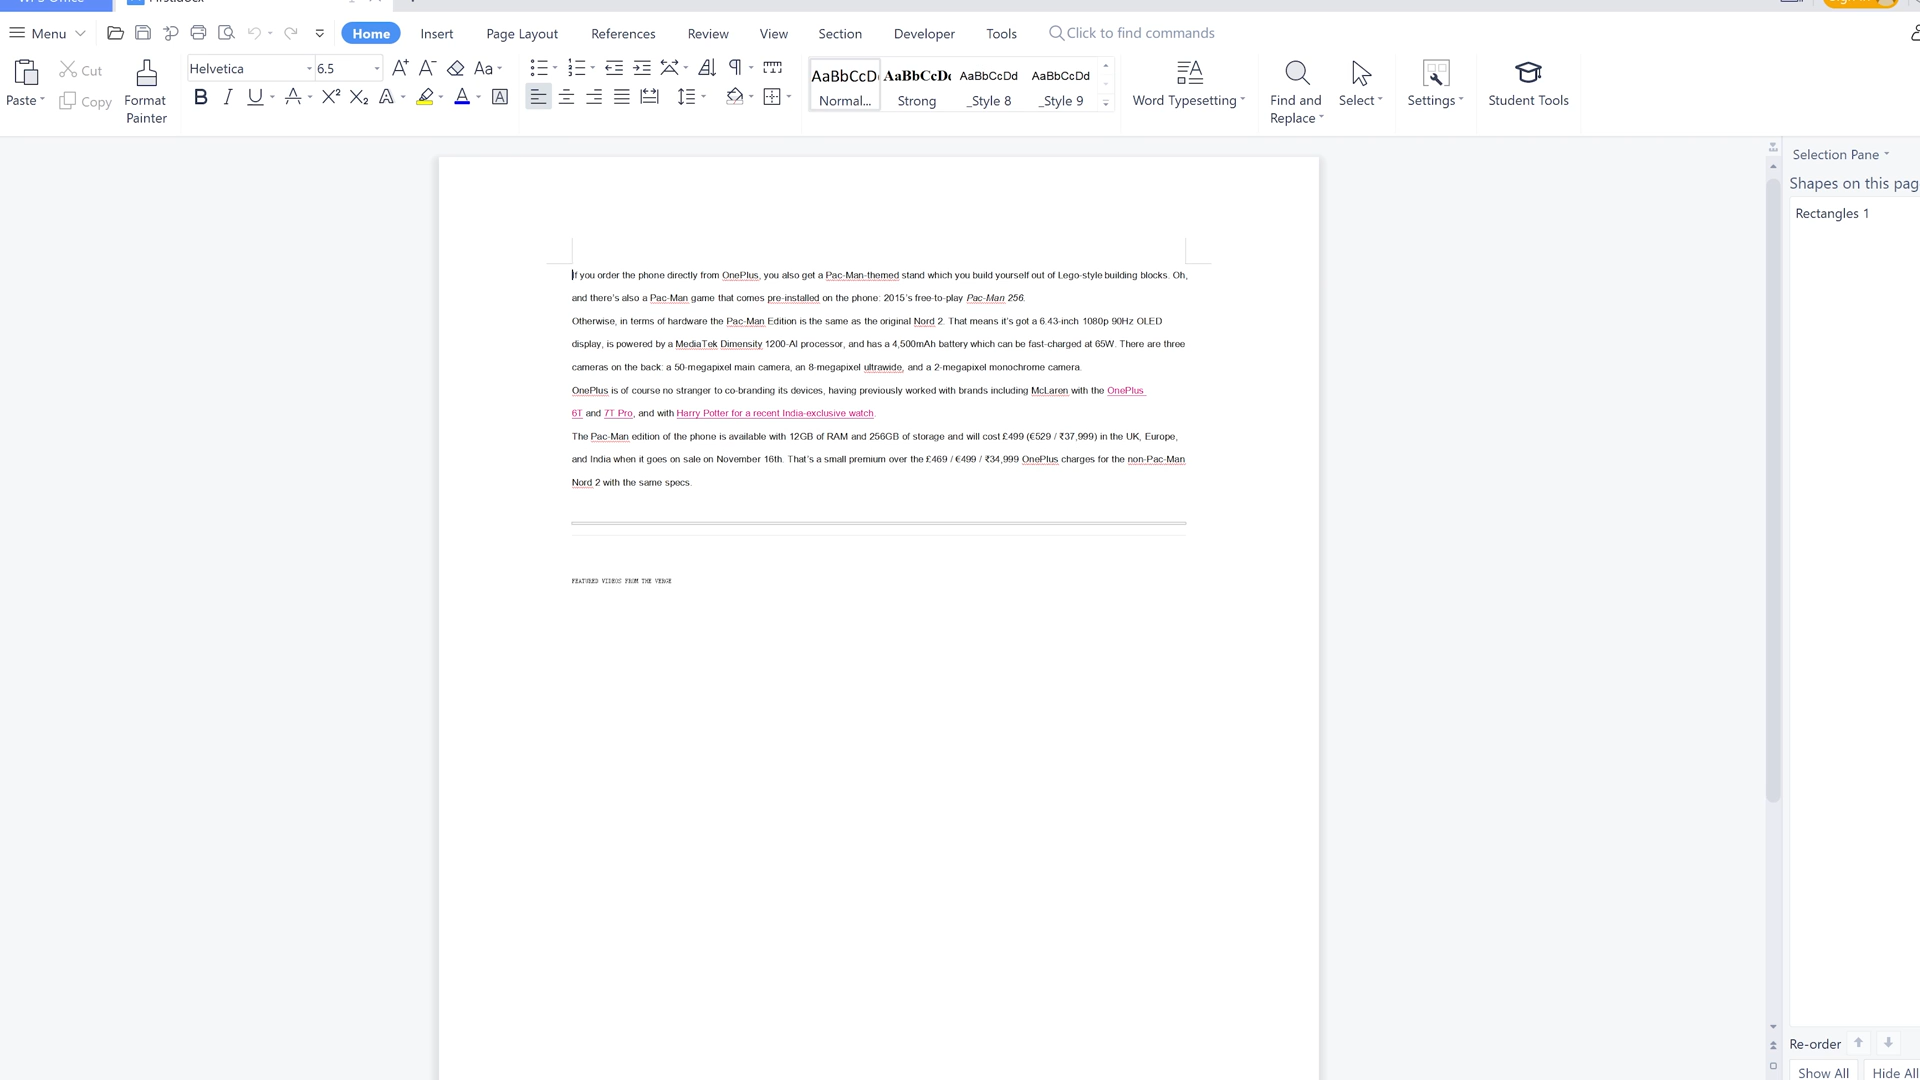 Menu
Home
Insert
Page Layout
References
Review
View
Section
Developer
Tools
Click to find commands
Paste
Cut
Copy
Format
Painter
Helvetica
6.5
AaBbCcD
Normal...
AaBbCcD
Strong
AaBbCcDd
_Style 8
AaBbCcDd
_Style 9
Word Typesetting
Find and
Replace
Select
Settings
Student Tools
If you order the phone directly from OnePlus, you also get a Pac-Man-themed stand which you build yourself out of Lego-style building blocks. Oh,
and there's also a Pac-Man game that comes pre-installed on the phone: 2015's free-to-play Pac-Man 256.
Otherwise, in terms of hardware the Pac-Man Edition is the same as the original Nord 2. That means it's got a 6.43-inch 1080p 90Hz OLED
display, is powered by a MediaTek Dimensity 1200-AI processor, and has a 4,500mAh battery which can be fast-charged at 65W. There are three
cameras on the back: a 50-megapixel main camera, an 8-megapixel ultrawide, and a 2-megapixel monochrome camera.
OnePlus is of course no stranger to co-branding its devices, having previously worked with brands including McLaren with the OnePlus
6T and 7T Pro, and with Harry Potter for a recent India-exclusive watch.
The Pac-Man edition of the phone is available with 12GB of RAM and 256GB of storage and will cost £499 (€529 / ₹37,999) in the UK, Europe,
and India when it goes on sale on November 16th. That's a small premium over the £469 / €499 / ₹34,999 OnePlus charges for the non-Pac-Man
Nord 2 with the same specs.
FEATURED VIDEOS FROM THE VERGE
Selection Pane
Shapes on this pag
Rectangles 1
Re-order
Show All
Hide All